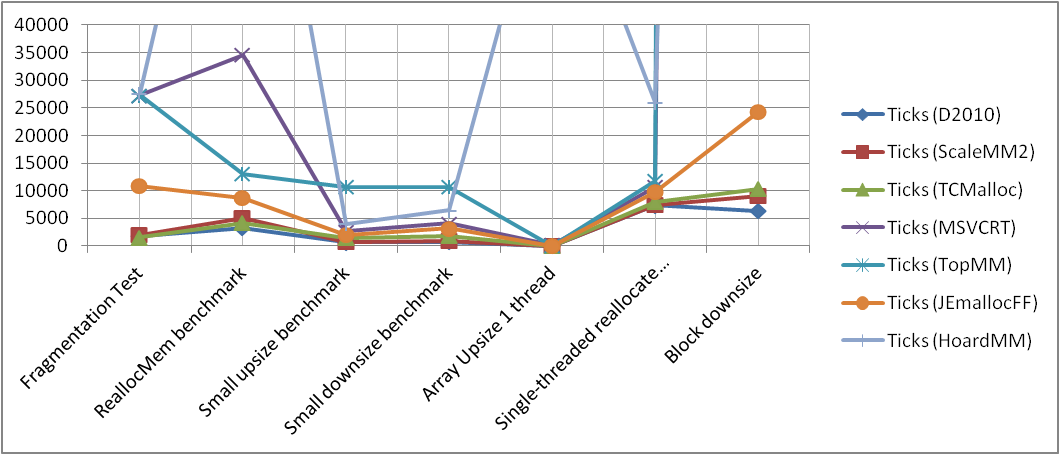 40000
35000
30000
25000
20000
15000
10000
5000
0
Fragmentation Test
ReallocMem benchmark
Small upsize benchmark
Small downsize benchmark
Array Upsize 1 thread
Single-threaded reallocate...
Block downsize
Ticks (D2010)
Ticks (ScaleMM2)
Ticks (TCMalloc)
Ticks (MSVCRT)
Ticks (TopMM)
Ticks (JEmallocFF)
Ticks (HoardMM)